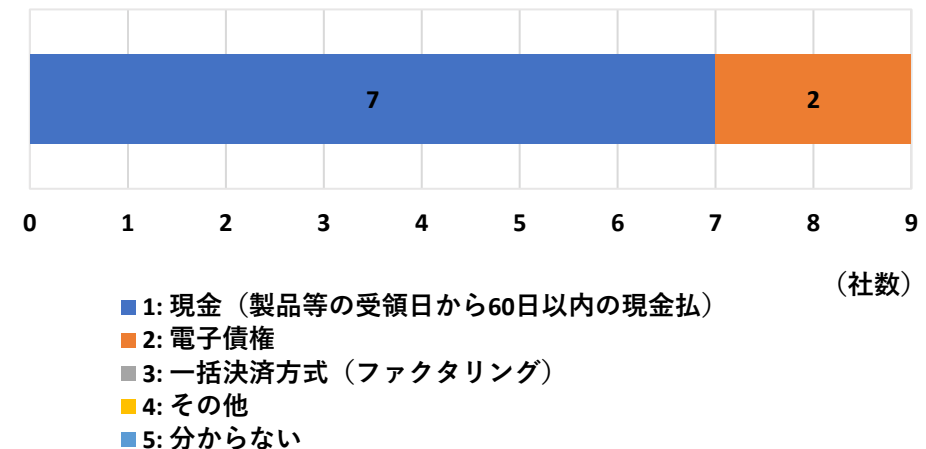 7 2
0 1 2 3 4 5 6 7 8 9
（社数）
1: 現金（製品等の受領日から60日以内の現金払）
2: 電子債権
3: 一括決済方式（ファクタリング）
4: その他
5: 分からない